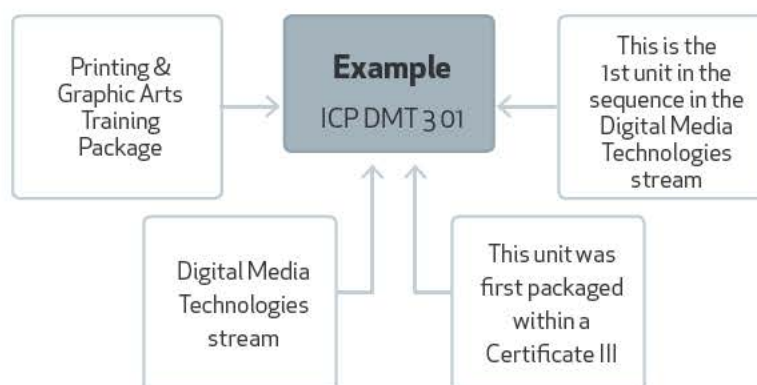 Printing &
Graphic Arts
Training
Package
Example
ICP DMT 3 01
This is the
1st unit in the
sequence in the
Digital Media
Technologies
stream
Digital Media
Technologies
stream
This unit was
first packaged
within a
Certificate III